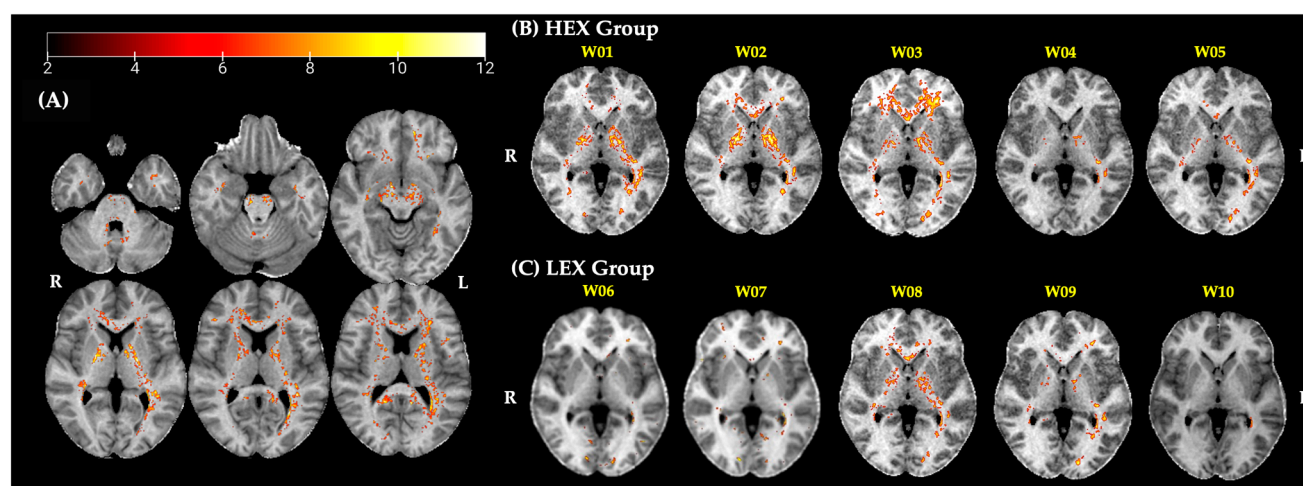 2 4 6 8 10 12
(A)
R L
(B) HEX Group
W01 W02 W03 W04 W05
R
(C) LEX Group
W06 W07 W08 W09 W10
R